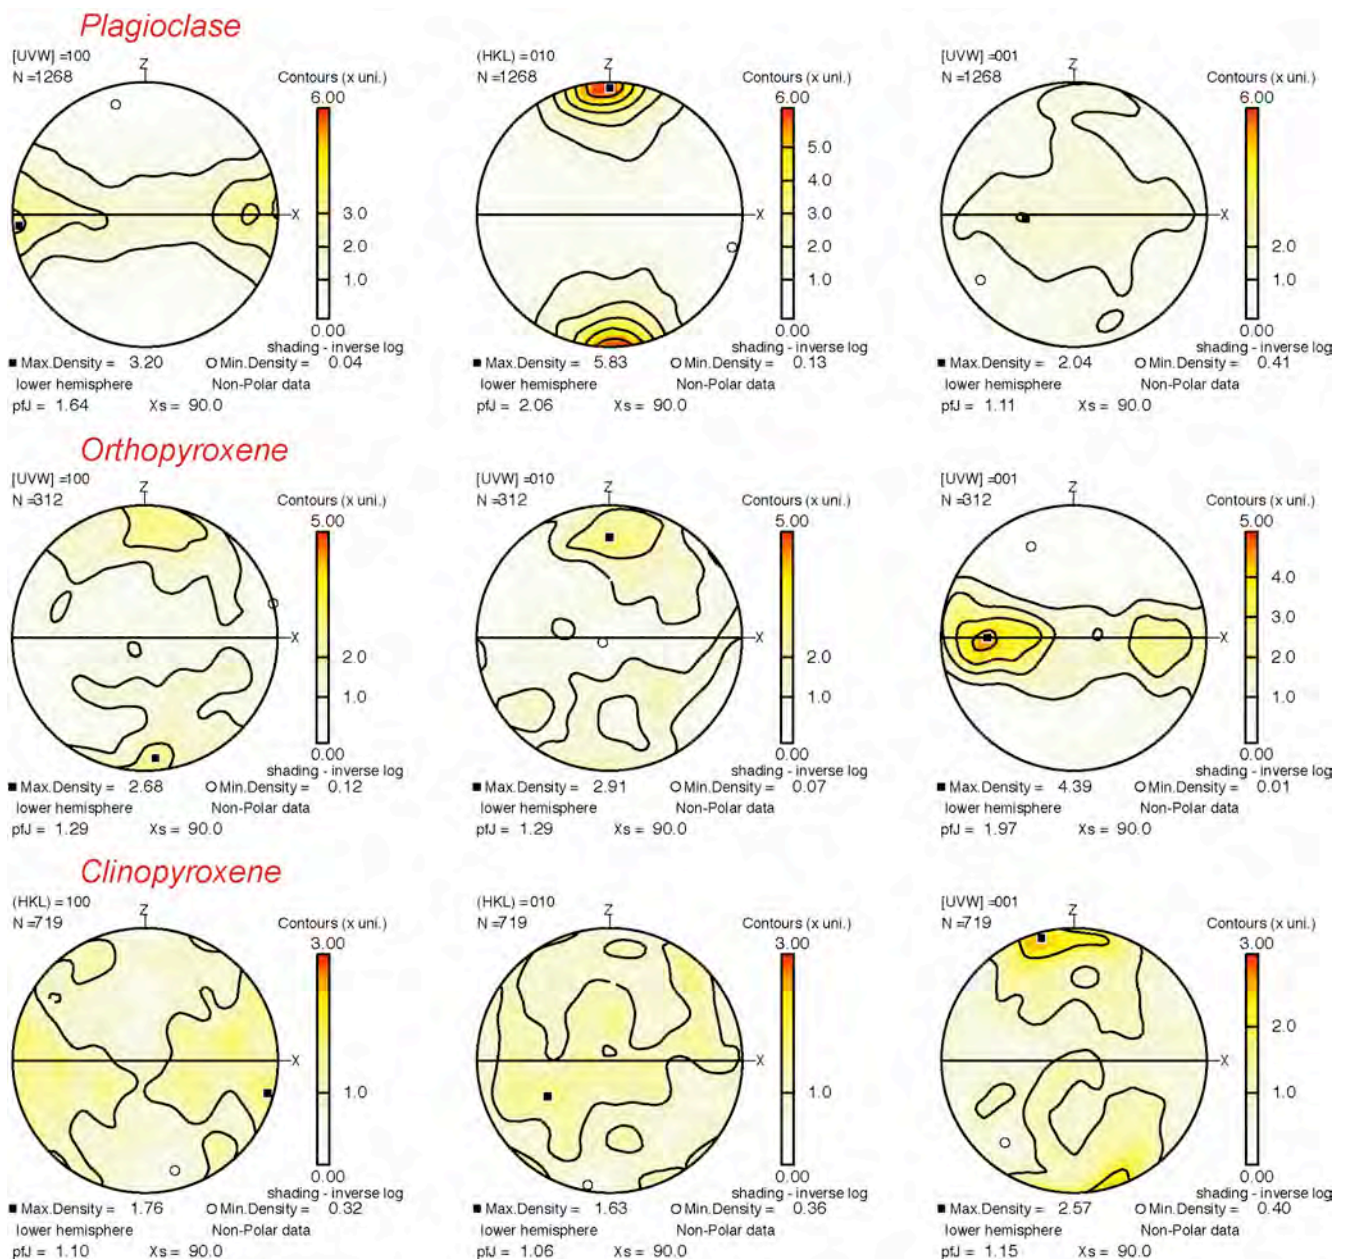 Plagioclase
[UVW] =100
N =1268
Z
X
Contours (x uni.)
6.00
3.0
2.0
1.0
0.00
shading - inverse log
■ Max.Density = 3.20 O Min.Density = 0.04
lower hemisphere Non-Polar data
pfJ = 1.64 Xs = 90.0
(HKL) = 010
N =1268
Z
X
Contours (x uni.)
6.00
5.0
4.0
3.0
2.0
1.0
0.00
shading - inverse log
■ Max.Density = 5.83 O Min.Density = 0.13
lower hemisphere Non-Polar data
pfJ = 2.06 Xs = 90.0
[UVW] =001
N =1268
Z
X
Contours (x uni.)
6.00
2.0
1.0
0.00
shading - inverse log
■ Max.Density = 2.04 O Min.Density = 0.41
lower hemisphere Non-Polar data
pfJ = 1.11 Xs = 90.0
Orthopyroxene
[UVW] =100
N =312
Z
X
Contours (x uni.)
5.00
2.0
1.0
0.00
shading - inverse log
■ Max.Density = 2.68 O Min.Density = 0.12
lower hemisphere Non-Polar data
pfJ = 1.29 Xs = 90.0
[UVW] =010
N =312
Z
X
Contours (x uni.)
5.00
2.0
1.0
0.00
shading - inverse log
■ Max.Density = 2.91 O Min.Density = 0.07
lower hemisphere Non-Polar data
pfJ = 1.29 Xs = 90.0
[UVW] =001
N =312
Z
X
Contours (x uni.)
5.00
4.0
3.0
2.0
1.0
0.00
shading - inverse log
■ Max.Density = 4.39 O Min.Density = 0.01
lower hemisphere Non-Polar data
pfJ = 1.97 Xs = 90.0
Clinopyroxene
(HKL) = 100
N =719
Z
X
Contours (x uni.)
3.00
1.0
0.00
shading - inverse log
■ Max.Density = 1.76 O Min.Density = 0.32
lower hemisphere Non-Polar data
pfJ = 1.10 Xs = 90.0
(HKL) = 010
N =719
Z
X
Contours (x uni.)
3.00
1.0
0.00
shading - inverse log
■ Max.Density = 1.63 O Min.Density = 0.36
lower hemisphere Non-Polar data
pfJ = 1.06 Xs = 90.0
[UVW] =001
N =719
Z
X
Contours (x uni.)
3.00
2.0
1.0
0.00
shading - inverse log
■ Max.Density = 2.57 O Min.Density = 0.40
lower hemisphere Non-Polar data
pfJ = 1.15 Xs = 90.0